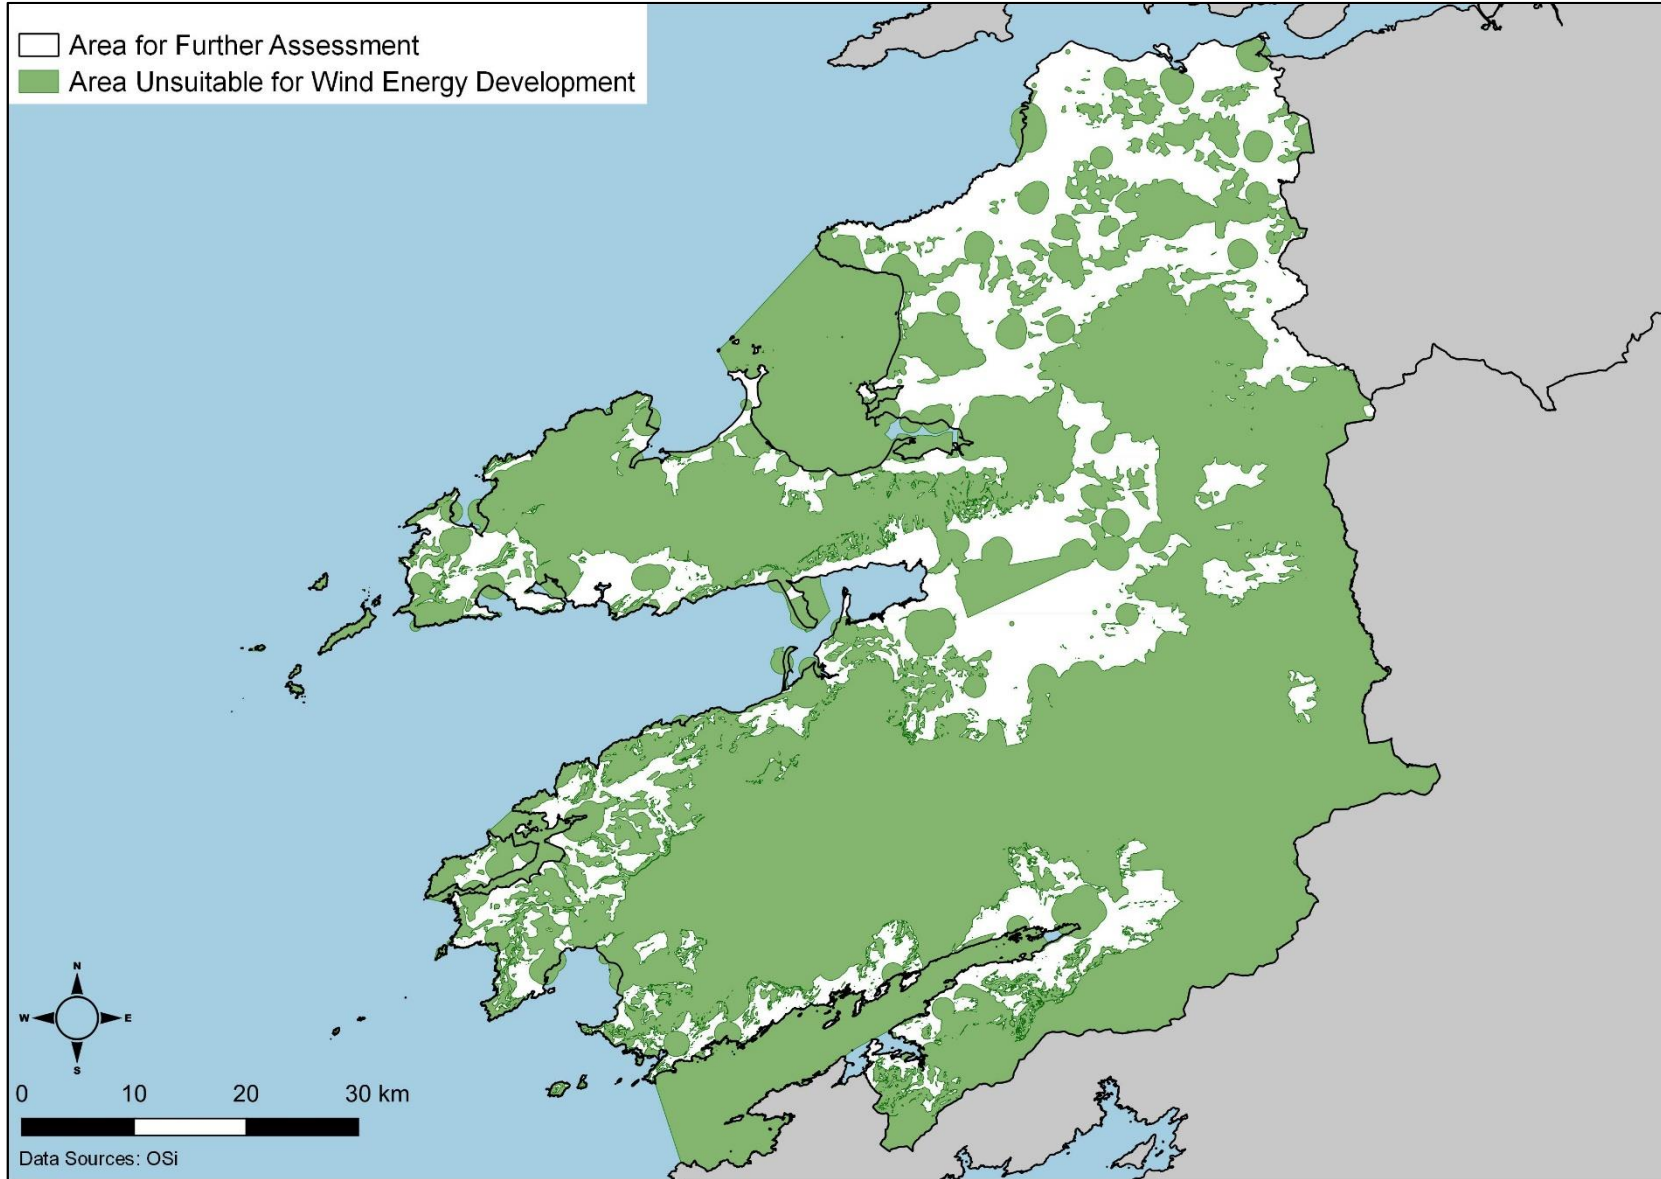 Area for Further Assessment
Area Unsuitable for Wind Energy Development
N
W E
S
0 10 20 30 km
Data Sources: OSi